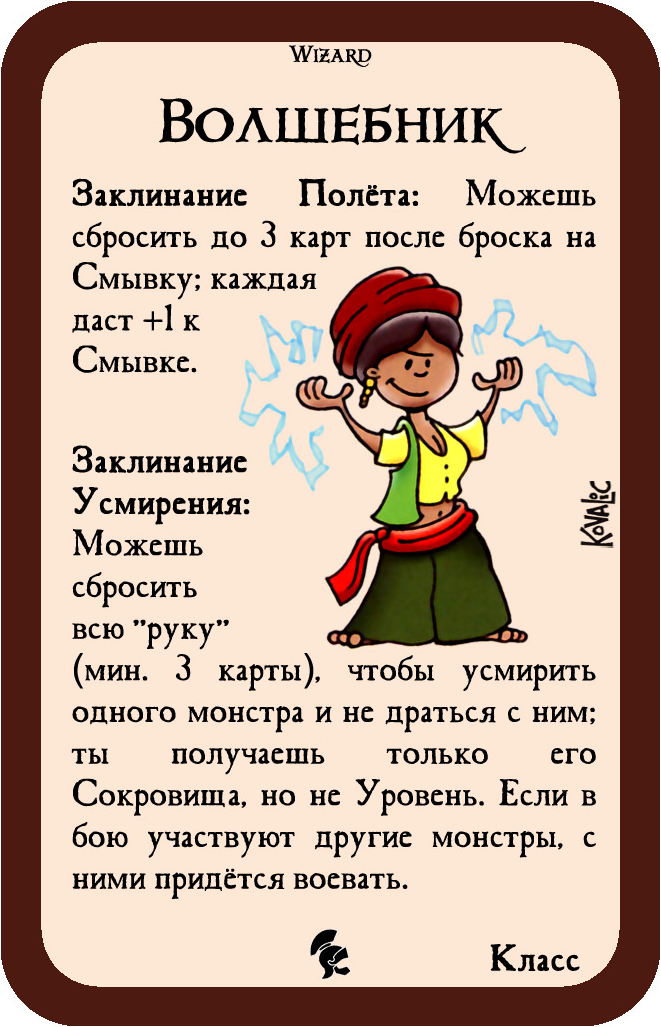 Wizard
Волшебник
Заклинание Полёта: Можешь
сбросить до 3 карт после броска на
Смывку; каждая
даст +1 к
Смывке.
Заклинание
Усмирения:
Можешь
сбросить
всю "руку"
(мин. 3 карты), чтобы усмирить
одного монстра и не драться с ним;
ты получаешь только его
Сокровища, но не Уровень. Если в
бою участвуют другие монстры, с
ними придётся воевать.
Kovalic
Класс